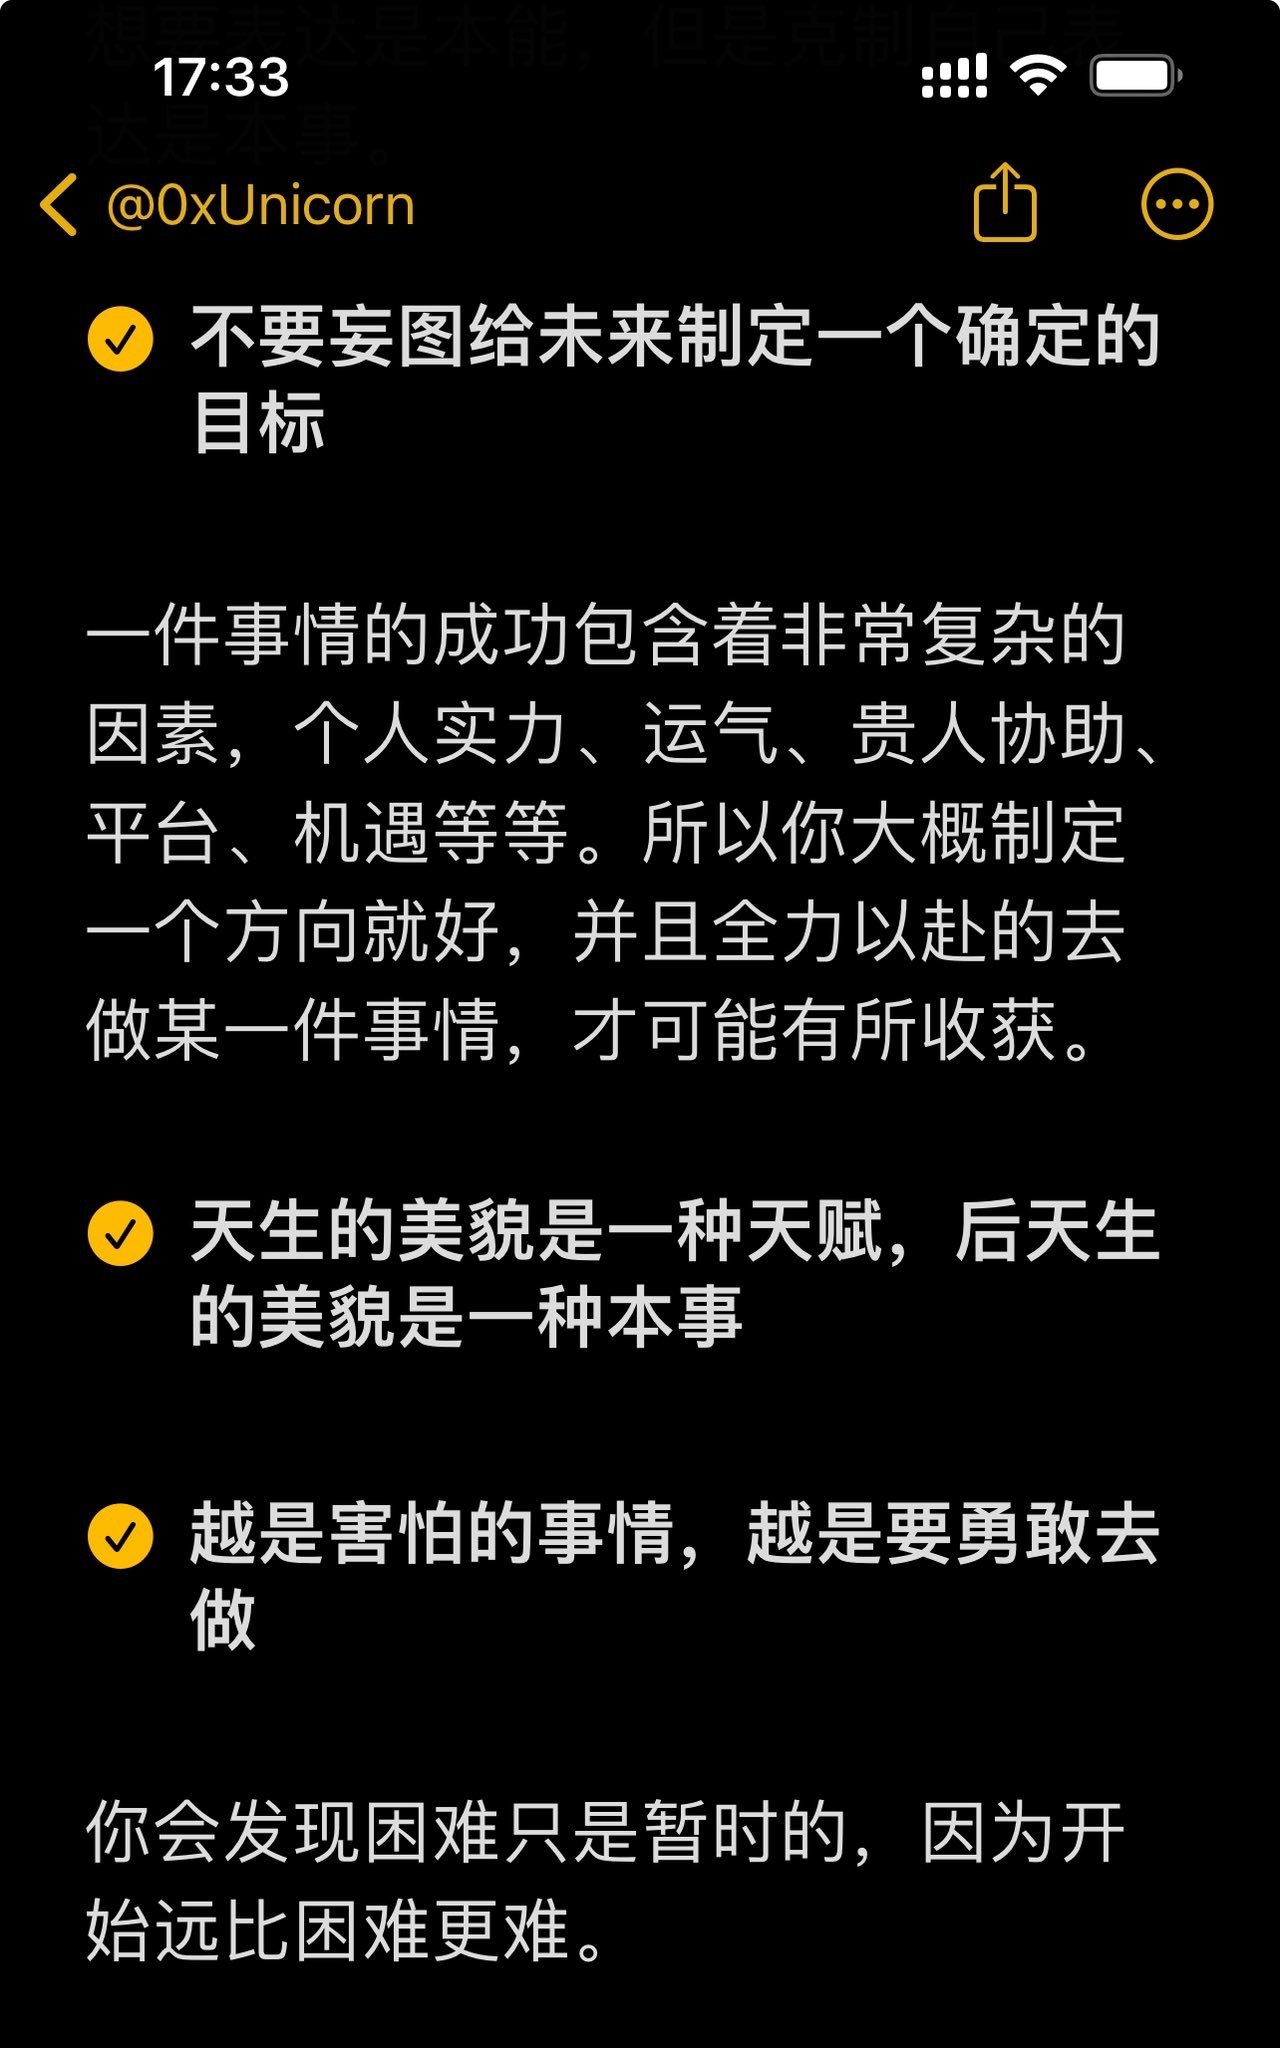 想要表达是本能，但是克制自己表
17:33
达是本事。
@0xUnicorn
不要妄图给未来制定一个确定的
目标
一件事情的成功包含着非常复杂的
因素，个人实力、运气、贵人协助、
平台、机遇等等。所以你大概制定
一个方向就好，并且全力以赴的去
做某一件事情，才可能有所收获。
天生的美貌是一种天赋，后天生
的美貌是一种本事
越是害怕的事情，越是要勇敢去
做
你会发现困难只是暂时的，因为开
始远比困难更难。